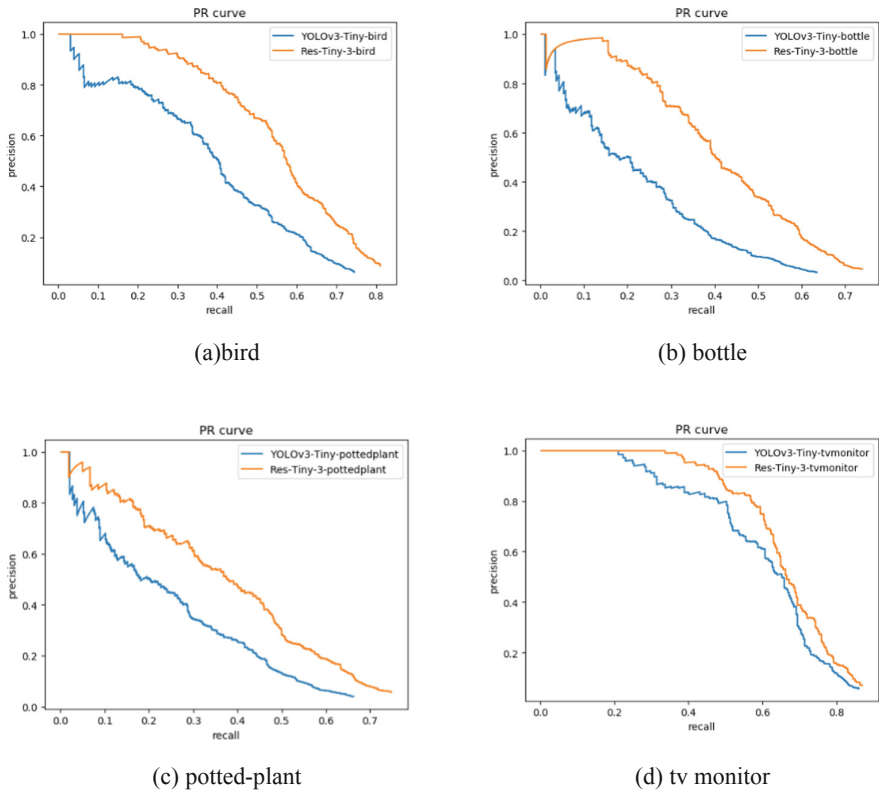 PR curve
YOLOv3-Tiny-bird
Res-Tiny-3-bird
precision
1.0
0.8
0.6
0.4
0.2
0.0 0.1 0.2 0.3 0.4 0.5 0.6 0.7 0.8
recall
(a)bird
PR curve
YOLOv3-Tiny-bottle
Res-Tiny-3-bottle
precision
1.0
0.8
0.6
0.4
0.2
0.0
0.0 0.1 0.2 0.3 0.4 0.5 0.6 0.7
recall
(b) bottle
PR curve
YOLOv3-Tiny-pottedplant
Res-Tiny-3-pottedplant
precision
1.0
0.8
0.6
0.4
0.2
0.0
0.0 0.1 0.2 0.3 0.4 0.5 0.6 0.7
recall
(c) potted-plant
PR curve
YOLOv3-Tiny-tvmonitor
Res-Tiny-3-tvmonitor
precision
1.0
0.8
0.6
0.4
0.2
0.0 0.2 0.4 0.6 0.8
recall
(d) tv monitor